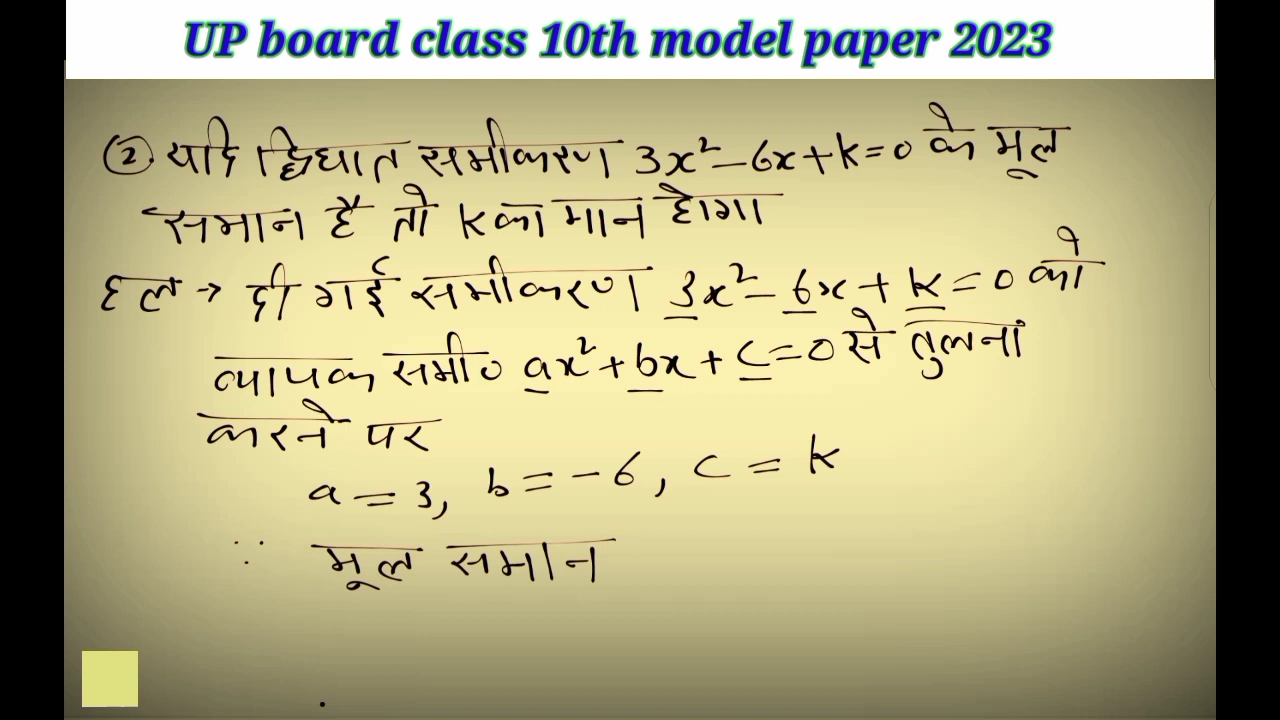 UP board class 10th model paper 2023
②. यदि द्विघात समीकरण 3x²-6x+k=0 के मूल
समान हैं तो k का मान होगा
हल → दी गई समीकरण 3x²-6x+k=0 को
व्यापक समी० ax²+bx+c=0 से तुलना
करने पर
a=3, b=-6, c=k
∵ मूल समान